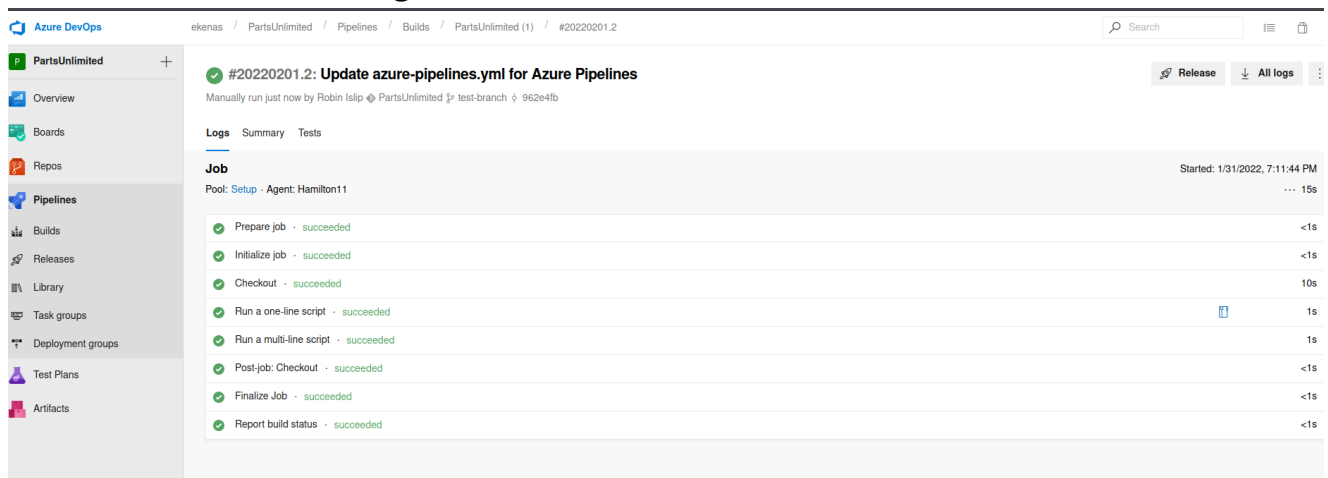 Azure DevOps
ekenas / PartsUnlimited / Pipelines / Builds / PartsUnlimited (1) / #20220201.2
Search
P PartsUnlimited +
Overview
Boards
Repos
Pipelines
Builds
Releases
Library
Task groups
Deployment groups
Test Plans
Artifacts
#20220201.2: Update azure-pipelines.yml for Azure Pipelines
Release
All logs
Manually run just now by Robin Islip PartsUnlimited test-branch 962e4fb
Logs Summary Tests
Job
Started: 1/31/2022, 7:11:44 PM
Pool: Setup · Agent: Hamilton11
··· 15s
Prepare job · succeeded <1s
Initialize job · succeeded <1s
Checkout · succeeded 10s
Run a one-line script · succeeded 1s
Run a multi-line script · succeeded 1s
Post-job: Checkout · succeeded <1s
Finalize Job · succeeded <1s
Report build status · succeeded <1s